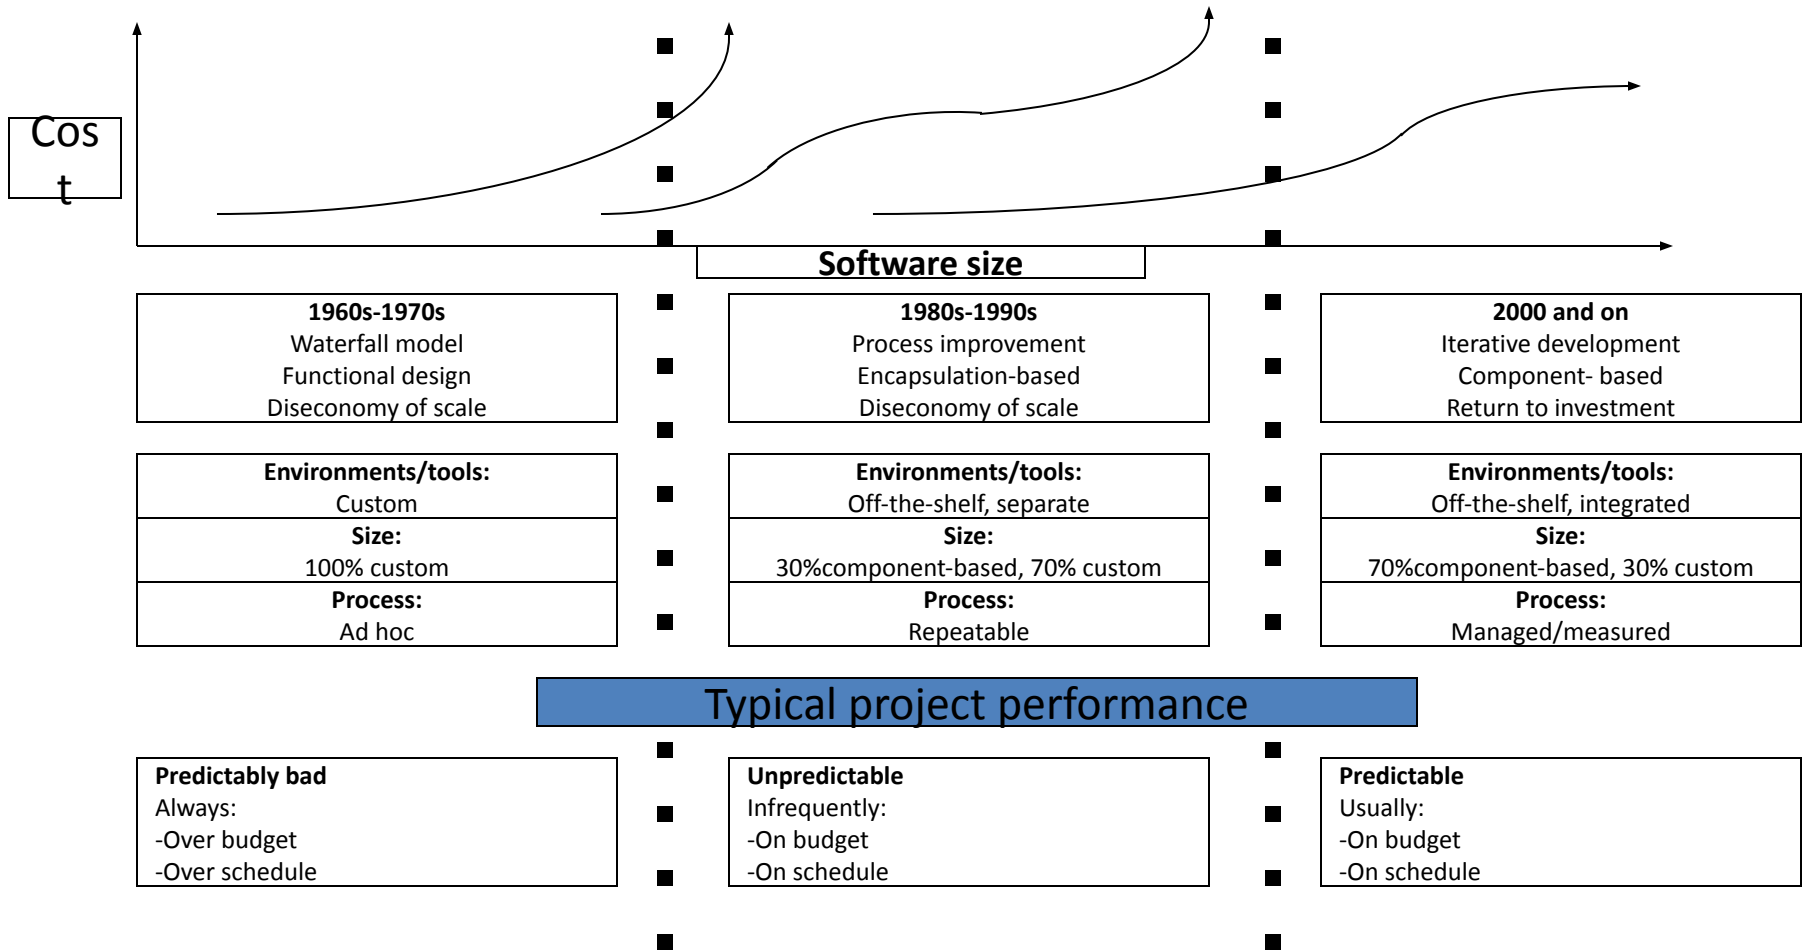 Cos
t
Software size
1960s-1970s
Waterfall model
Functional design
Diseconomy of scale
1980s-1990s
Process improvement
Encapsulation-based
Diseconomy of scale
2000 and on
Iterative development
Component- based
Return to investment
Environments/tools:
Custom
Size:
100% custom
Process:
Ad hoc
Environments/tools:
Off-the-shelf, separate
Size:
30%component-based, 70% custom
Process:
Repeatable
Environments/tools:
Off-the-shelf, integrated
Size:
70%component-based, 30% custom
Process:
Managed/measured
Typical project performance
Predictably bad
Always:
-Over budget
-Over schedule
Unpredictable
Infrequently:
-On budget
-On schedule
Predictable
Usually:
-On budget
-On schedule